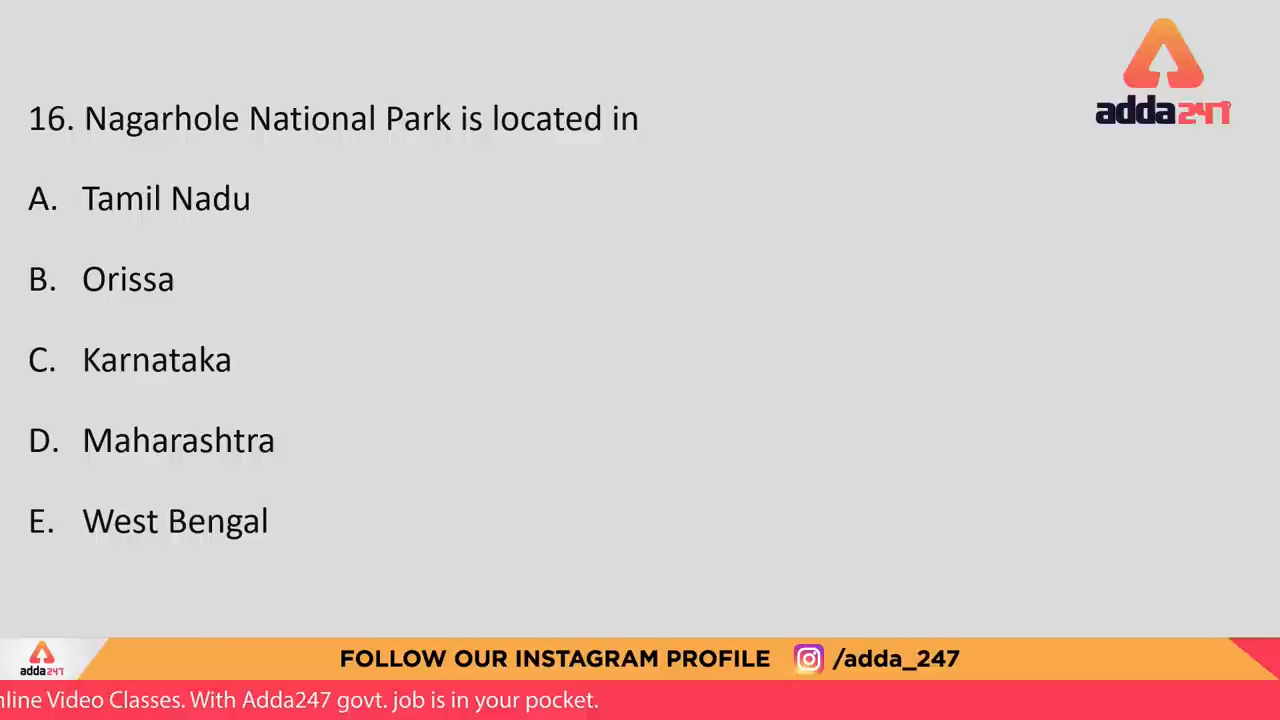 adda247
16. Nagarhole National Park is located in
A. Tamil Nadu
B. Orissa
C. Karnataka
D. Maharashtra
E. West Bengal
adda247
FOLLOW OUR INSTAGRAM PROFILE /adda_247
Video Classes. With Adda247 govt. job is in your pocket.